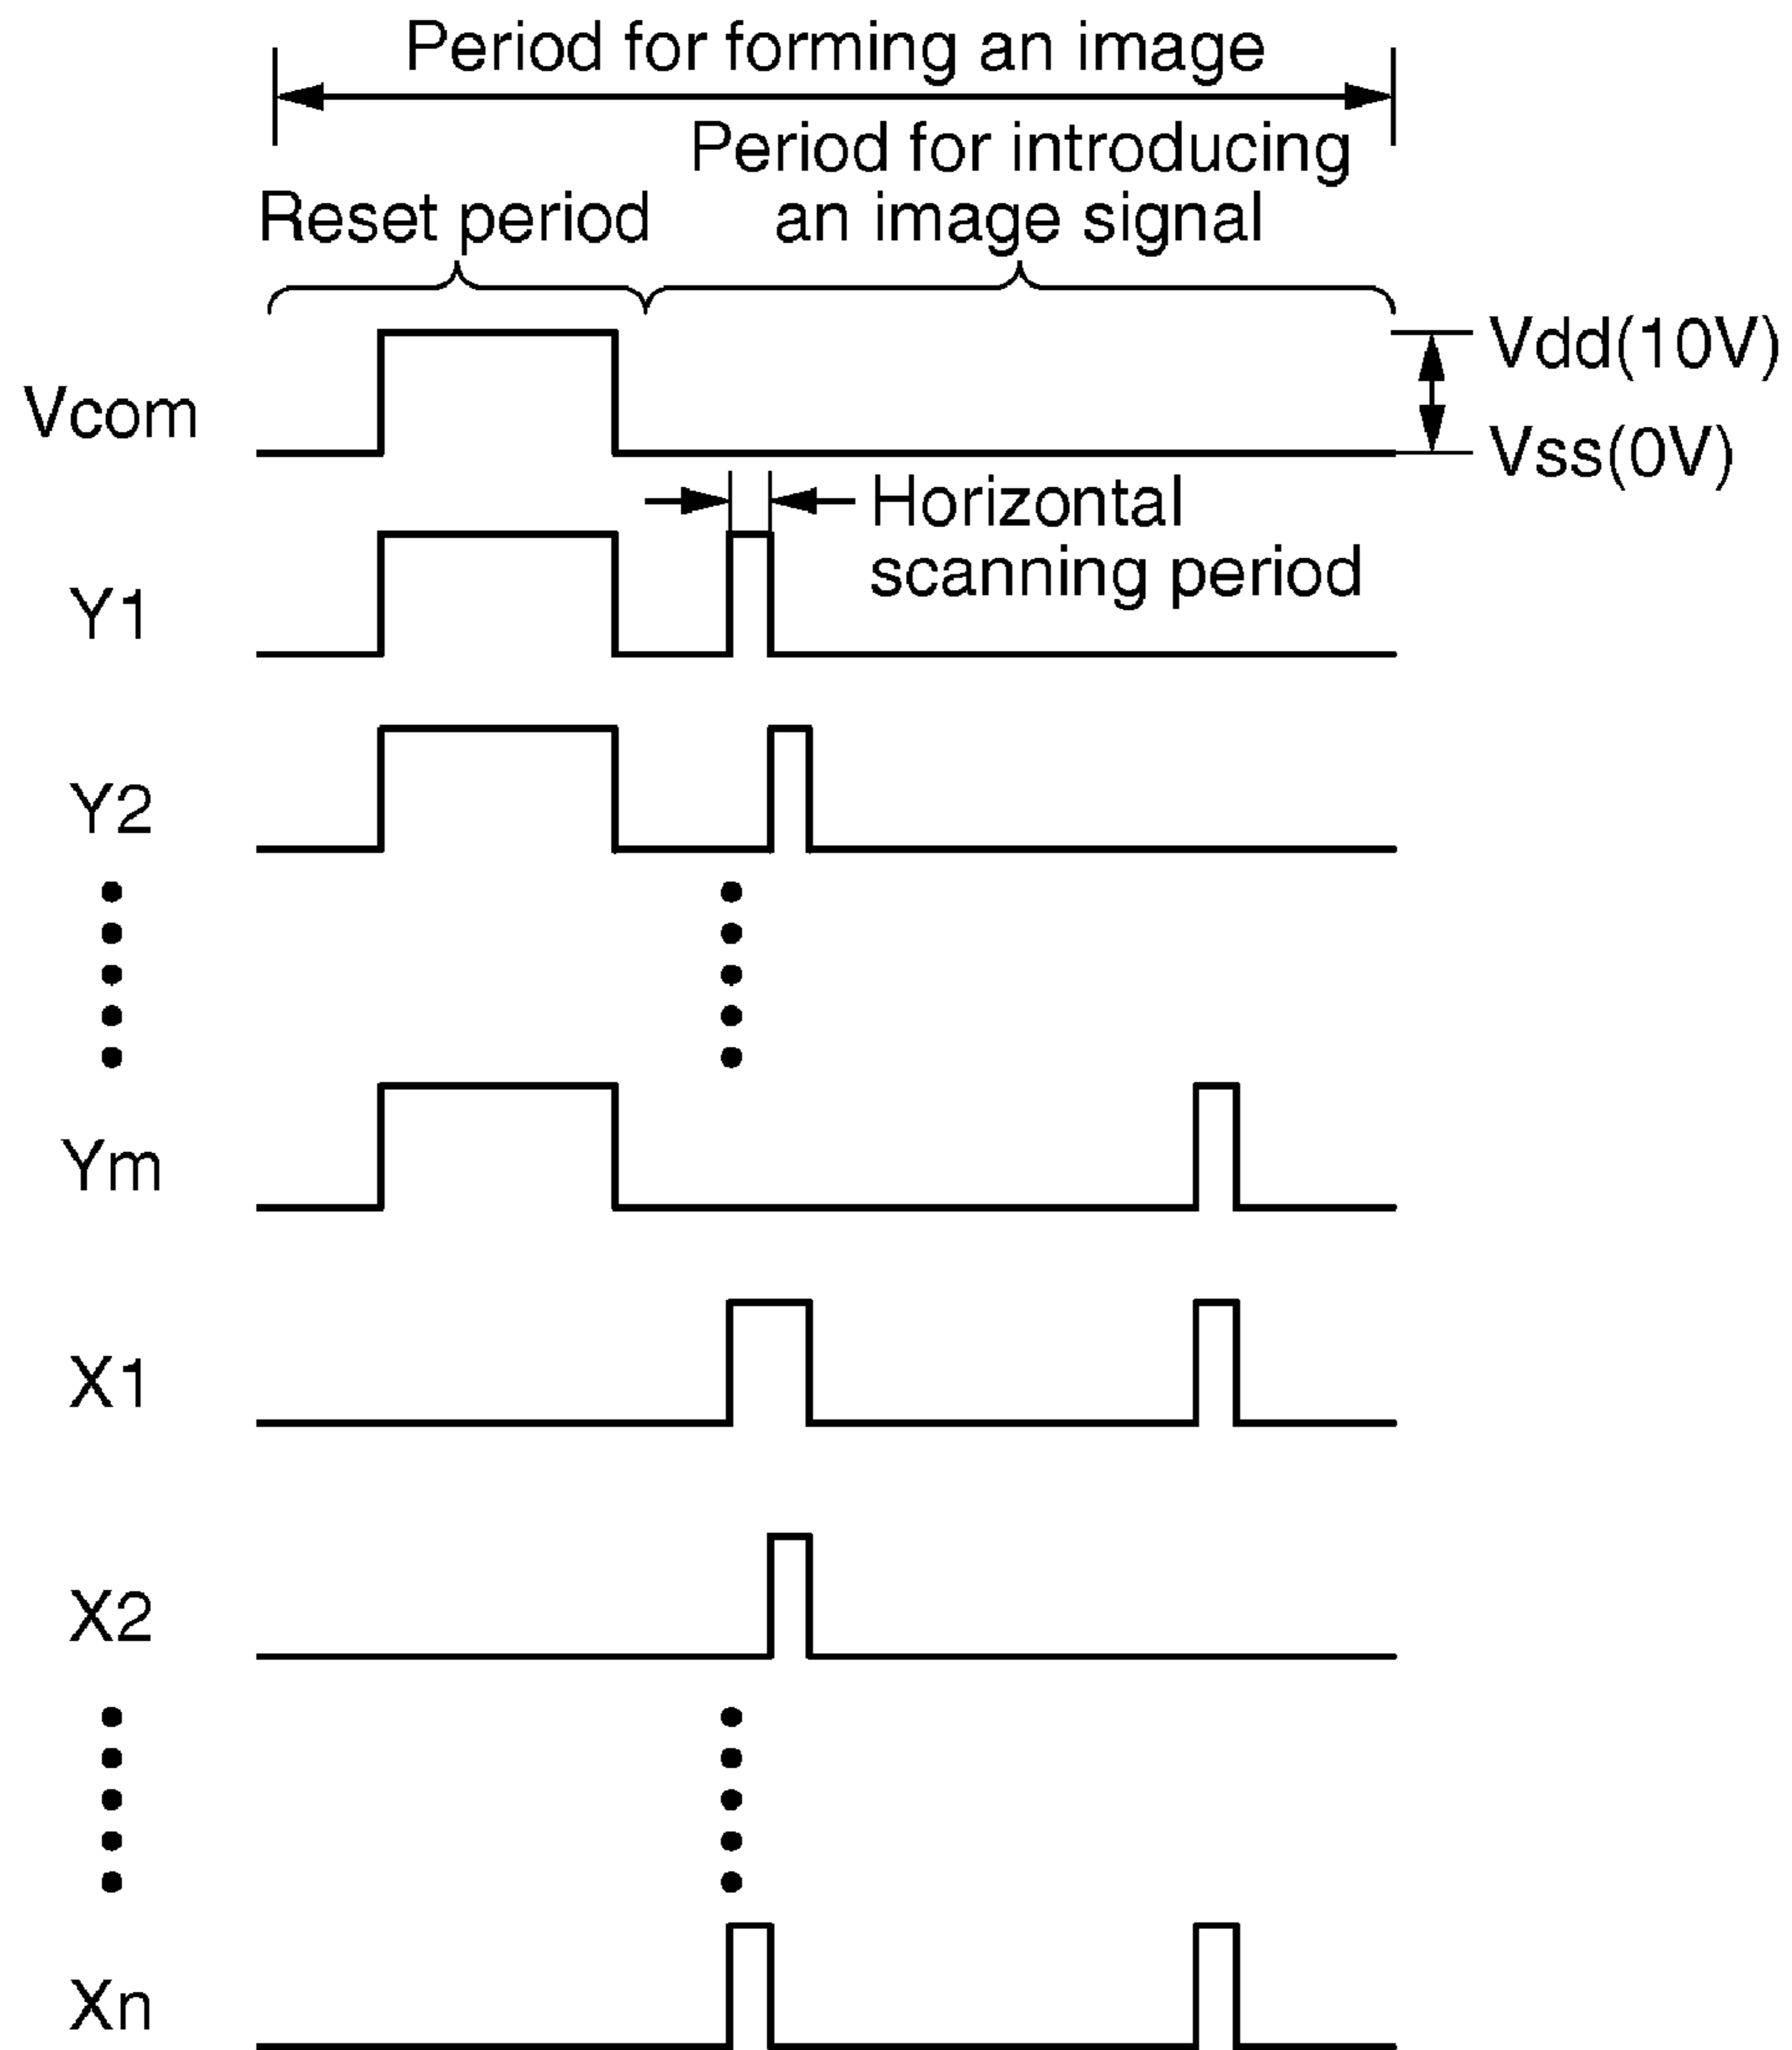 Period for forming an image
Period for introducing
an image signal
Reset period
Vdd(10V)
Vcom
Vss(0V)
Horizontal
scanning period
Y1
Y2
Ym
X1
X2
Xn